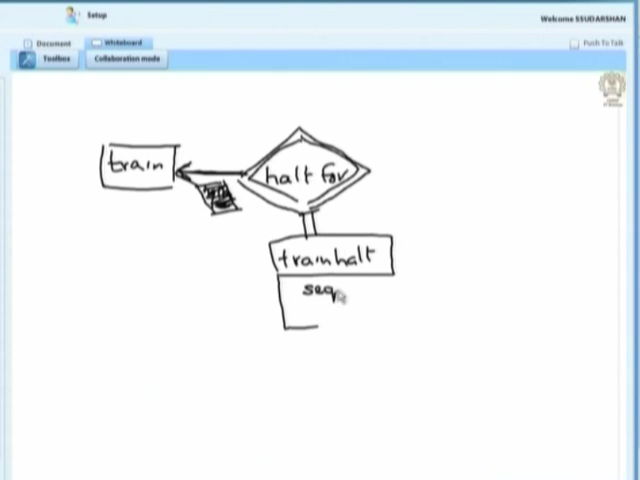 Setup
Welcome SSUDARSHAN
Document
Whiteboard
Push To Talk
Toolbox
Collaboration mode
train
halt for
trainhalt
seq